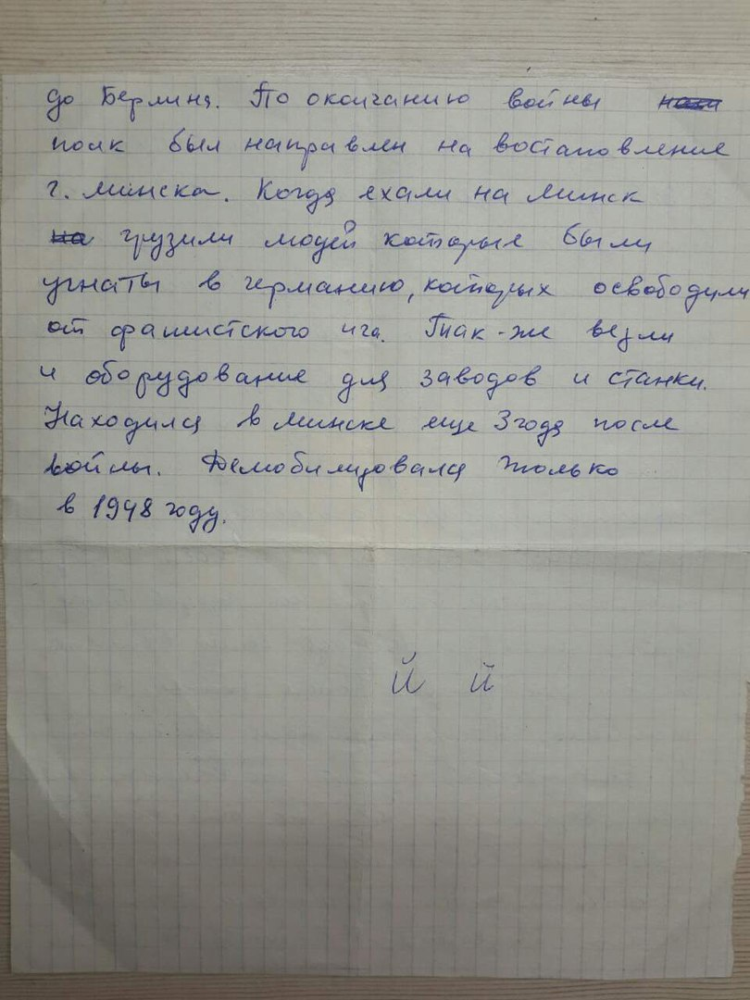 до Берлина. По окончанию войны наш
полк был направлен на востановление
г. Минска. Когда ехали на Минск
на грузили людей которые были
угнаты в германию, которых освободили
от фашистского ига. Так-же везли
и оборудование для заводов и станки.
Находился в Минске еще 3 года после
войны. Демобилизовался только
в 1948 году.
й й